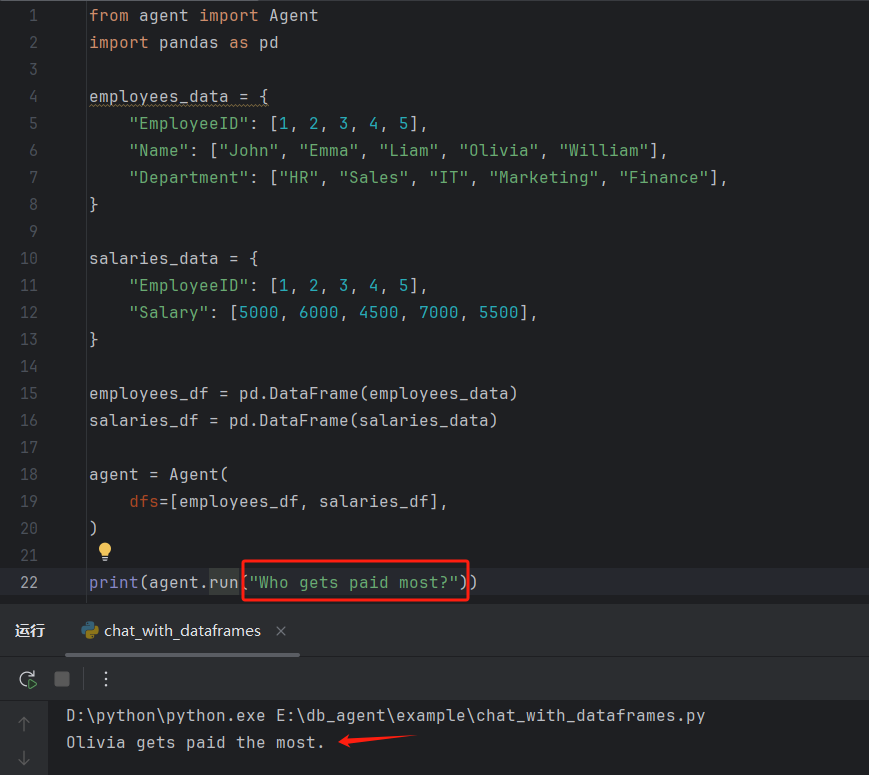 1 from agent import Agent
2 import pandas as pd
3
4 employees_data = {
5 "EmployeeID": [1, 2, 3, 4, 5],
6 "Name": ["John", "Emma", "Liam", "Olivia", "William"],
7 "Department": ["HR", "Sales", "IT", "Marketing", "Finance"],
8 }
9
10 salaries_data = {
11 "EmployeeID": [1, 2, 3, 4, 5],
12 "Salary": [5000, 6000, 4500, 7000, 5500],
13 }
14
15 employees_df = pd.DataFrame(employees_data)
16 salaries_df = pd.DataFrame(salaries_data)
17
18 agent = Agent(
19 dfs=[employees_df, salaries_df],
20 )
21
22 print(agent.run("Who gets paid most?"))
运行 chat_with_dataframes
D:\python\python.exe E:\db_agent\example\chat_with_dataframes.py
Olivia gets paid the most.